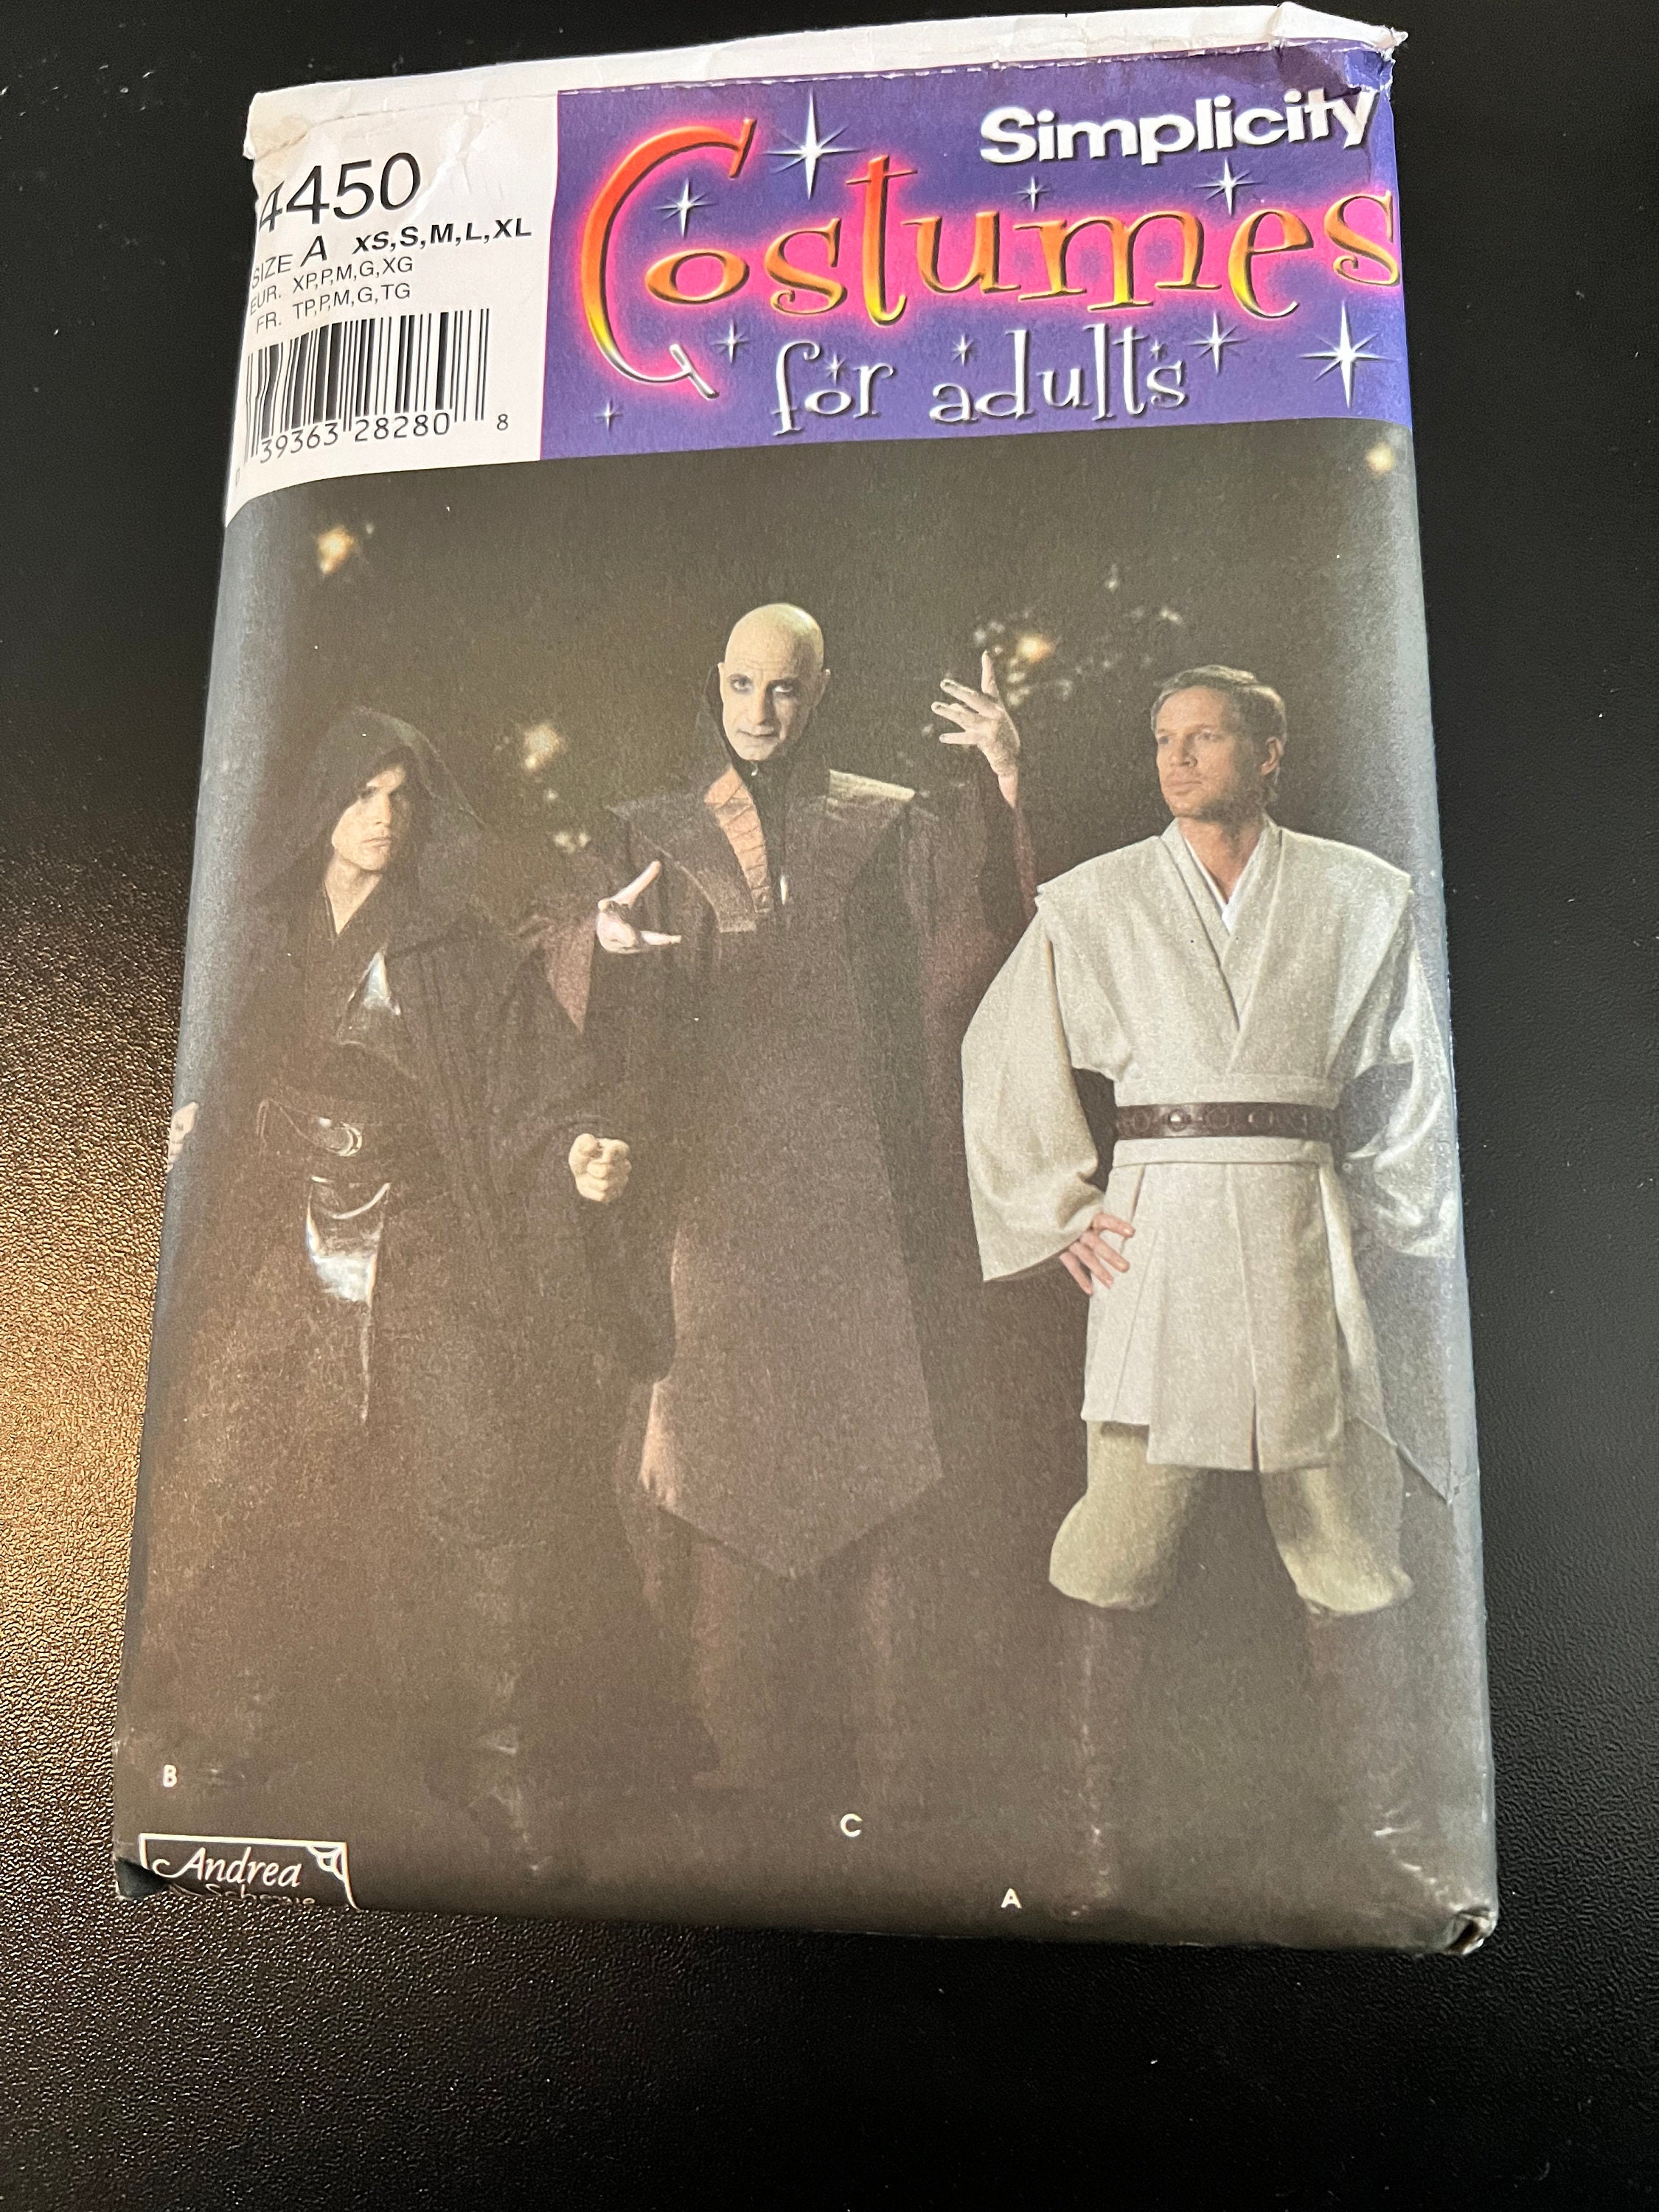 4450
SIZE A XS,S,M,L,XL
EUR. XP,P,M,G,XG
FR. TP,P,M,G,TG
39363 28280 8
Simplicity
Costumes
for adults
B
C
A
Andrea